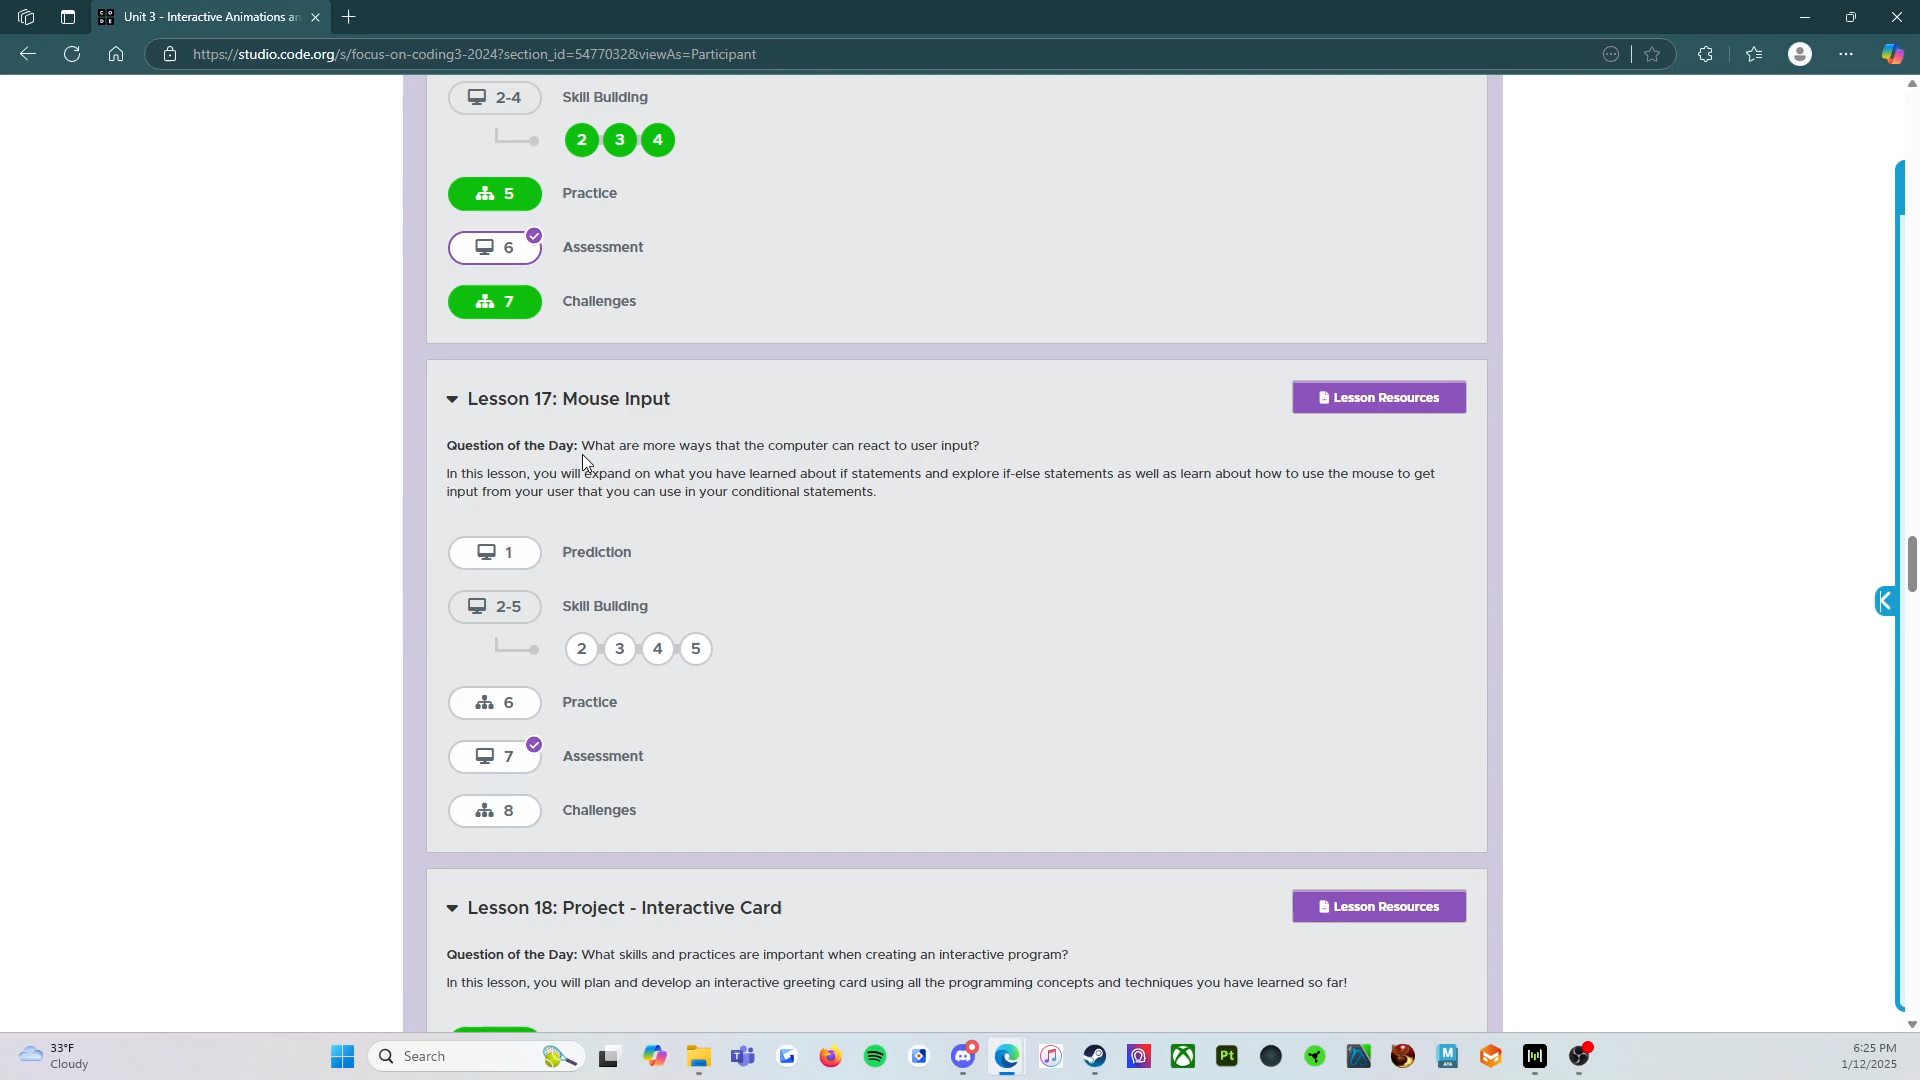 Unit 3 - Interactive Animations an
https://studio.code.org/s/focus-on-coding3-2024?section_id=5477032&viewAs=Participant
2-4 Skill Building
2 3 4
5 Practice
6 Assessment
7 Challenges
Lesson 17: Mouse Input
Lesson Resources
Question of the Day: What are more ways that the computer can react to user input?
In this lesson, you will expand on what you have learned about if statements and explore if-else statements as well as learn about how to use the mouse to get
input from your user that you can use in your conditional statements.
1 Prediction
2-5 Skill Building
2 3 4 5
6 Practice
7 Assessment
8 Challenges
Lesson 18: Project - Interactive Card
Lesson Resources
Question of the Day: What skills and practices are important when creating an interactive program?
In this lesson, you will plan and develop an interactive greeting card using all the programming concepts and techniques you have learned so far!
33°F
Cloudy
Search
Pt
M
6:25 PM
1/12/2025